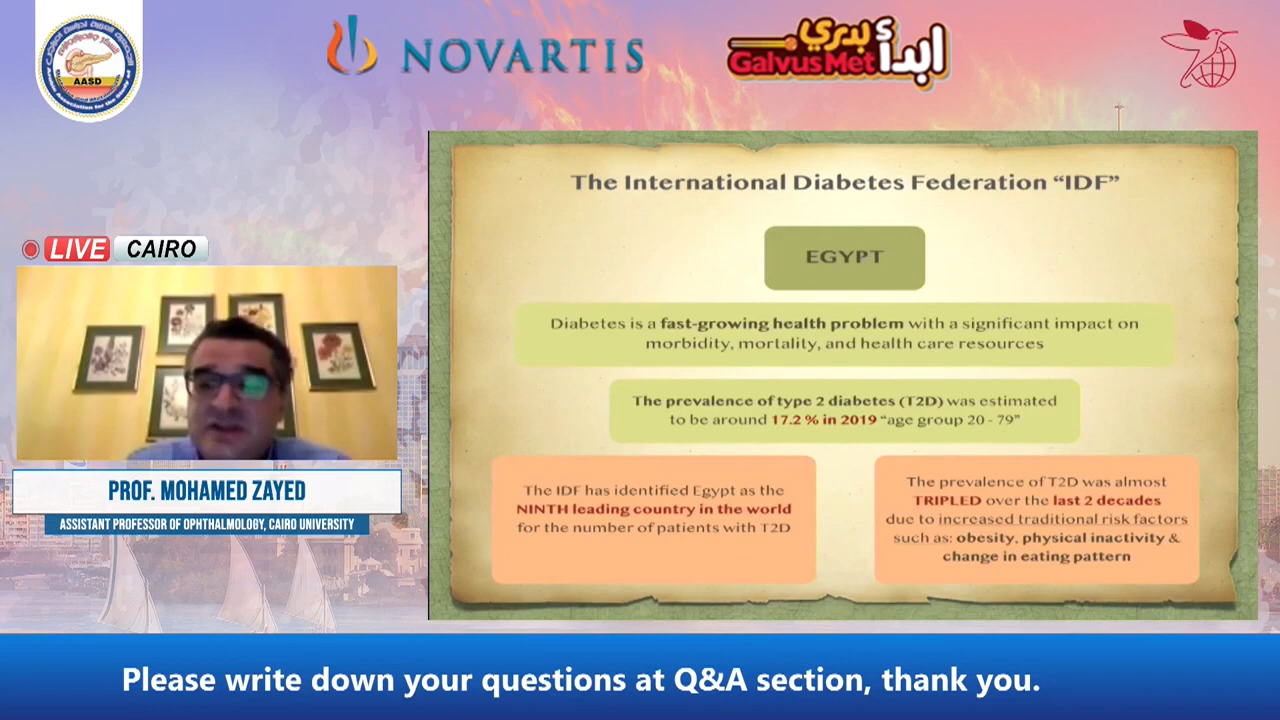 AASD
Arabic Association for the Study of
NOVARTIS
ابدأ بدري
GalvusMet
LIVE CAIRO
PROF. MOHAMED ZAYED
ASSISTANT PROFESSOR OF OPHTHALMOLOGY, CAIRO UNIVERSITY
The International Diabetes Federation “IDF”
EGYPT
Diabetes is a fast-growing health problem with a significant impact on
morbidity, mortality, and health care resources
The prevalence of type 2 diabetes (T2D) was estimated
to be around 17.2 % in 2019 “age group 20 - 79”
The IDF has identified Egypt as the
NINTH leading country in the world
for the number of patients with T2D
The prevalence of T2D was almost
TRIPLED over the last 2 decades
due to increased traditional risk factors
such as: obesity, physical inactivity &
change in eating pattern
Please write down your questions at Q&A section, thank you.